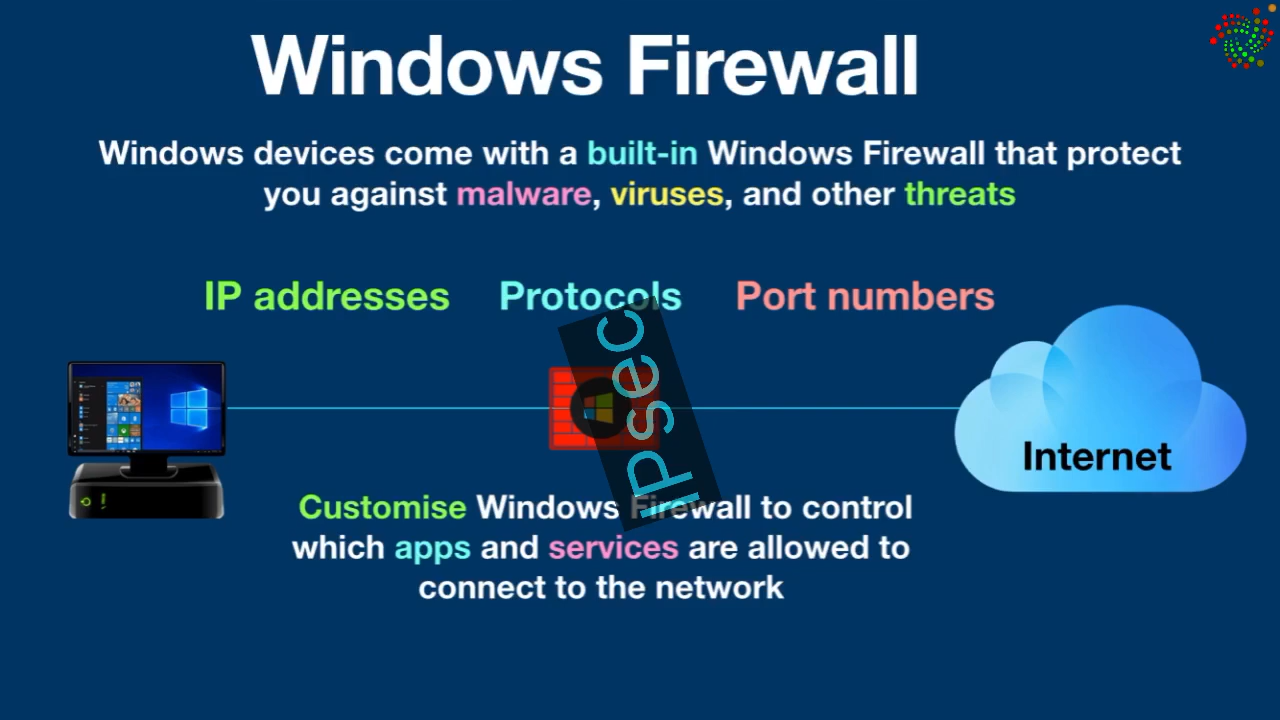 Windows Firewall
Windows devices come with a built-in Windows Firewall that protect
you against malware, viruses, and other threats
IP addresses Protocols Port numbers
IPsec
Internet
Customise Windows Firewall to control
which apps and services are allowed to
connect to the network